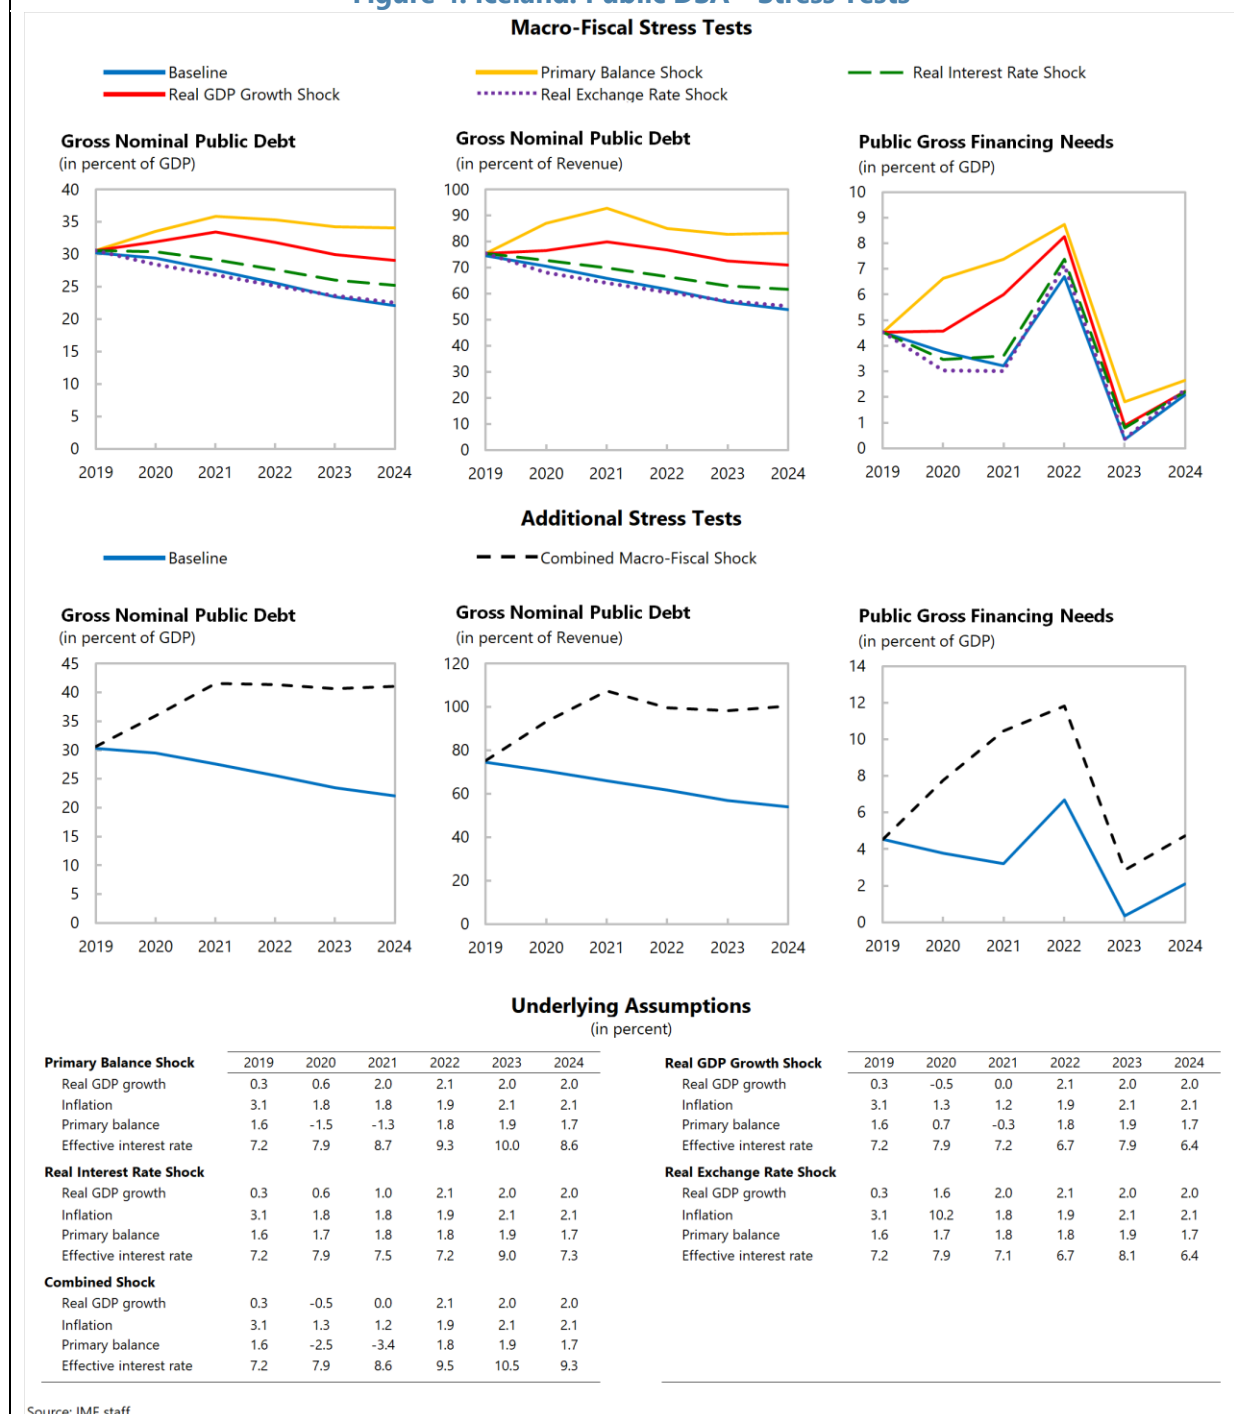 Figure 4. Iceland: Public DSA – Stress Tests
Macro-Fiscal Stress Tests
Baseline
Primary Balance Shock
Real Interest Rate Shock
Real GDP Growth Shock
Real Exchange Rate Shock
Gross Nominal Public Debt
(in percent of GDP)
40
35
30
25
20
15
10
5
0
2019 2020 2021 2022 2023 2024
Gross Nominal Public Debt
(in percent of Revenue)
100
90
80
70
60
50
40
30
20
10
0
2019 2020 2021 2022 2023 2024
Public Gross Financing Needs
(in percent of GDP)
10
9
8
7
6
5
4
3
2
1
0
2019 2020 2021 2022 2023 2024
Additional Stress Tests
Baseline
Combined Macro-Fiscal Shock
Gross Nominal Public Debt
(in percent of GDP)
45
40
35
30
25
20
15
10
5
0
2019 2020 2021 2022 2023 2024
Gross Nominal Public Debt
(in percent of Revenue)
120
100
80
60
40
20
0
2019 2020 2021 2022 2023 2024
Public Gross Financing Needs
(in percent of GDP)
14
12
10
8
6
4
2
0
2019 2020 2021 2022 2023 2024
Underlying Assumptions
(in percent)
Primary Balance Shock 2019 2020 2021 2022 2023 2024
Real GDP growth 0.3 0.6 2.0 2.1 2.0 2.0
Inflation 3.1 1.8 1.8 1.9 2.1 2.1
Primary balance 1.6 -1.5 -1.3 1.8 1.9 1.7
Effective interest rate 7.2 7.9 8.7 9.3 10.0 8.6
Real Interest Rate Shock
Real GDP growth 0.3 0.6 1.0 2.1 2.0 2.0
Inflation 3.1 1.8 1.8 1.9 2.1 2.1
Primary balance 1.6 1.7 1.8 1.8 1.9 1.7
Effective interest rate 7.2 7.9 7.5 7.2 9.0 7.3
Combined Shock
Real GDP growth 0.3 -0.5 0.0 2.1 2.0 2.0
Inflation 3.1 1.3 1.2 1.9 2.1 2.1
Primary balance 1.6 -2.5 -3.4 1.8 1.9 1.7
Effective interest rate 7.2 7.9 8.6 9.5 10.5 9.3
Real GDP Growth Shock 2019 2020 2021 2022 2023 2024
Real GDP growth 0.3 -0.5 0.0 2.1 2.0 2.0
Inflation 3.1 1.3 1.2 1.9 2.1 2.1
Primary balance 1.6 0.7 -0.3 1.8 1.9 1.7
Effective interest rate 7.2 7.9 7.2 6.7 7.9 6.4
Real Exchange Rate Shock
Real GDP growth 0.3 1.6 2.0 2.1 2.0 2.0
Inflation 3.1 10.2 1.8 1.9 2.1 2.1
Primary balance 1.6 1.7 1.8 1.8 1.9 1.7
Effective interest rate 7.2 7.9 7.1 6.7 8.1 6.4
Source: IMF staff.